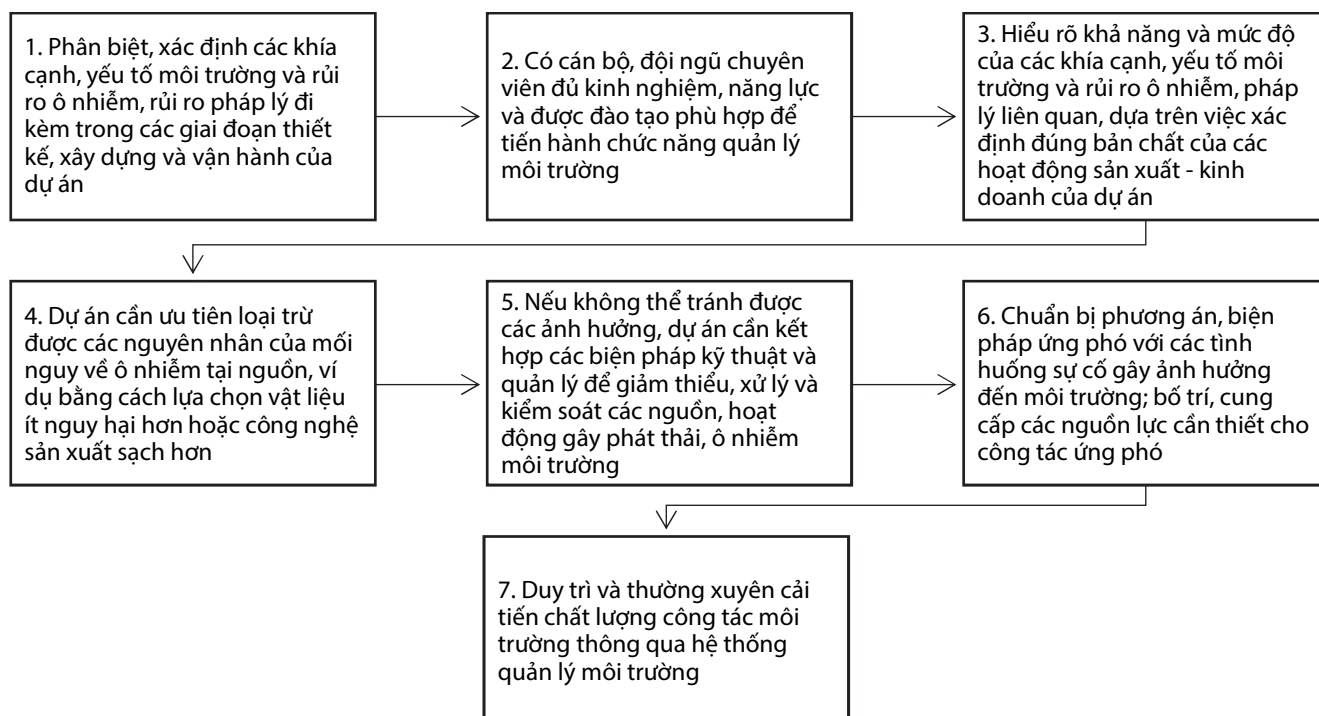 1. Phân biệt, xác định các khía
cạnh, yếu tố môi trường và rủi
ro ô nhiễm, rủi ro pháp lý đi
kèm trong các giai đoạn thiết
kế, xây dựng và vận hành của
dự án
2. Có cán bộ, đội ngũ chuyên
viên đủ kinh nghiệm, năng lực
và được đào tạo phù hợp để
tiến hành chức năng quản lý
môi trường
3. Hiểu rõ khả năng và mức độ
của các khía cạnh, yếu tố môi
trường và rủi ro ô nhiễm, pháp
lý liên quan, dựa trên việc xác
định đúng bản chất của các
hoạt động sản xuất - kinh
doanh của dự án
4. Dự án cần ưu tiên loại trừ
được các nguyên nhân của mối
nguy về ô nhiễm tại nguồn, ví
dụ bằng cách lựa chọn vật liệu
ít nguy hại hơn hoặc công nghệ
sản xuất sạch hơn
5. Nếu không thể tránh được
các ảnh hưởng, dự án cần kết
hợp các biện pháp kỹ thuật và
quản lý để giảm thiểu, xử lý và
kiểm soát các nguồn, hoạt
động gây phát thải, ô nhiễm
môi trường
6. Chuẩn bị phương án, biện
pháp ứng phó với các tình
huống sự cố gây ảnh hưởng
đến môi trường; bố trí, cung
cấp các nguồn lực cần thiết cho
công tác ứng phó
7. Duy trì và thường xuyên cải
tiến chất lượng công tác môi
trường thông qua hệ thống
quản lý môi trường